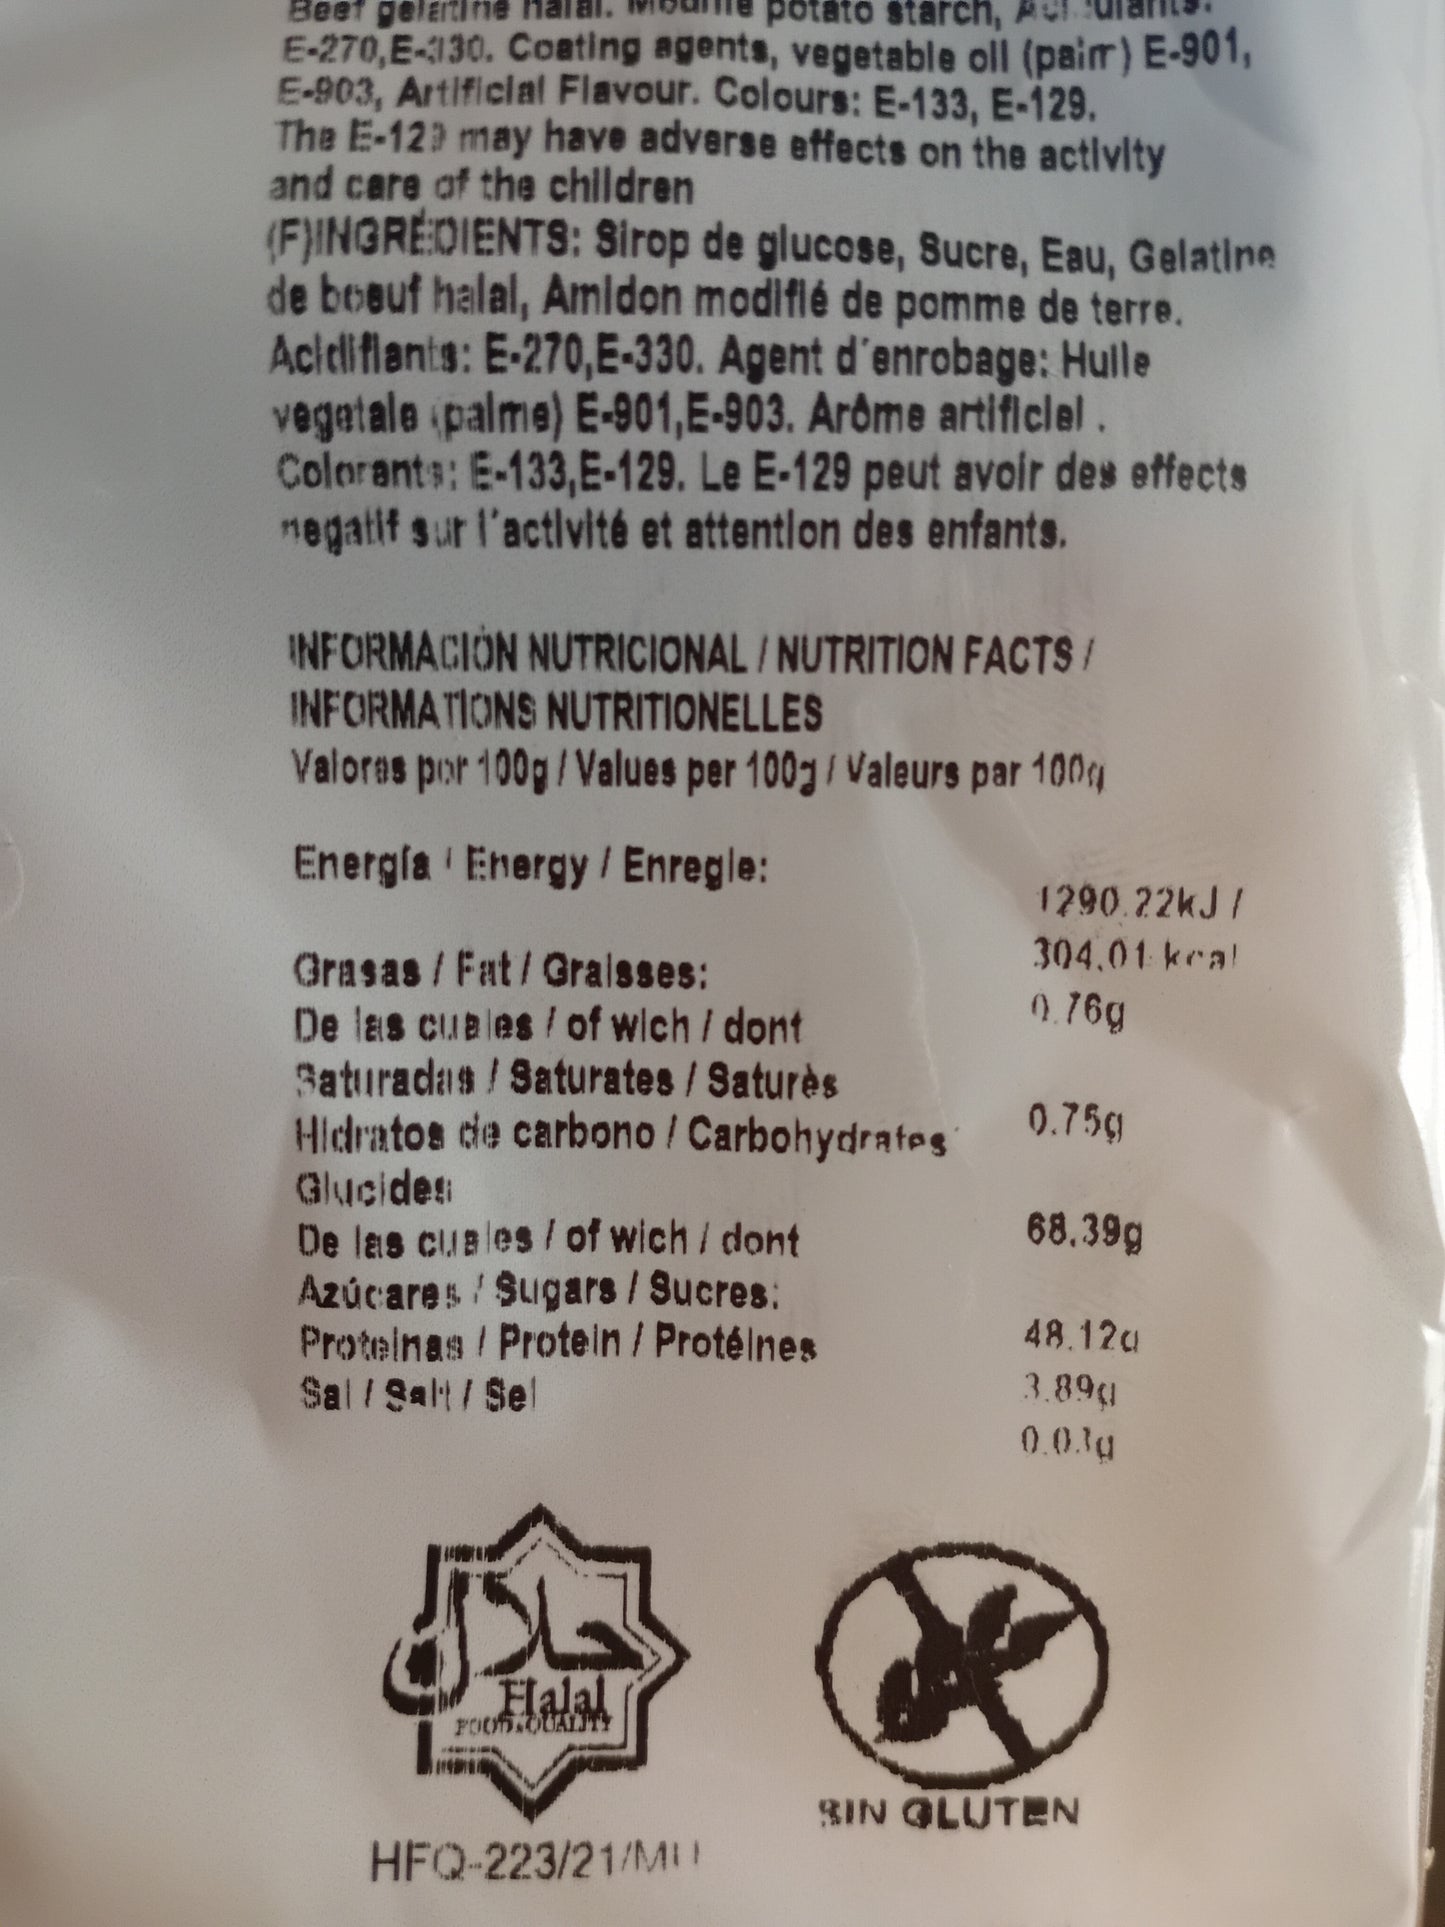 Beef gelatine halal. potato starch,
E-270,E-330. Coating agents, vegetable oil E-901,
E-903, Artificial Flavour. Colours: E-133, E-129.
The E-129 may have adverse effects on the activity
and care of the children
(F)INGRÉDIENTS: Sirop de glucose, Sucre, Eau, Gelatine
de boeuf halal, Amidon modifié de pomme de terre.
Acidifiants: E-270,E-330. Agent d´enrobage: Huile
vegetale (palme) E-901,E-903. Arôme artificiel .
Colorants: E-133,E-129. Le E-129 peut avoir des effects
negatif sur l´activité et attention des enfants.
INFORMACIÓN NUTRICIONAL / NUTRITION FACTS /
INFORMATIONS NUTRITIONELLES
Valores por 100g / Values per 100g / Valeurs par 100g
Energía / Energy / Enregie:
1290.22kJ /
304.01 kcal
Grasas / Fat / Graisses:
0.76g
De las cuales / of wich / dont
Saturadas / Saturates / Saturès
0.75g
Hidratos de carbono / Carbohydrates
Glucides
68.39g
De las cuales / of wich / dont
Azúcares / Sugars / Sucres:
48.12g
Proteinas / Protein / Protéines
3.89g
Sal / Salt / Sel
0.03g
حلال
Halal
FOOD & QUALITY
SIN GLUTEN
HFQ-223/21/MU